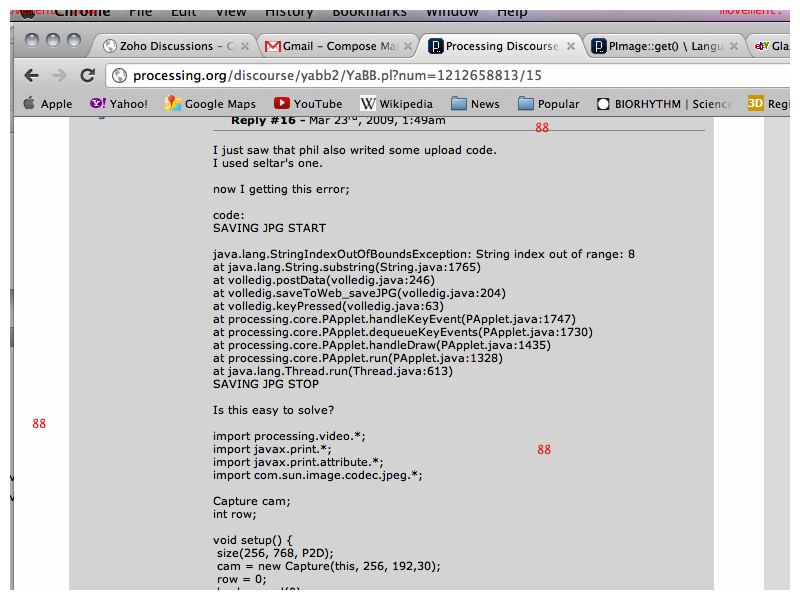 Chrome File Edit View History Bookmarks Window Help movement:
Zoho Discussions – C Gmail – Compose Mai Processing Discourse PImage::get() \ Langu eBY Gla
processing.org/discourse/yabb2/YaBB.pl?num=1212658813/15
Apple Yahoo! Google Maps YouTube Wikipedia News Popular BIORHYTHM | Science 3D Regi
Reply #16 – Mar 23rd, 2009, 1:49am
88
I just saw that phil also writed some upload code.
I used seltar's one.
now I getting this error;
code:
SAVING JPG START
java.lang.StringIndexOutOfBoundsException: String index out of range: 8
at java.lang.String.substring(String.java:1765)
at volledig.postData(volledig.java:246)
at volledig.saveToWeb_saveJPG(volledig.java:204)
at volledig.keyPressed(volledig.java:63)
at processing.core.PApplet.handleKeyEvent(PApplet.java:1747)
at processing.core.PApplet.dequeueKeyEvents(PApplet.java:1730)
at processing.core.PApplet.handleDraw(PApplet.java:1435)
at processing.core.PApplet.run(PApplet.java:1328)
at java.lang.Thread.run(Thread.java:613)
SAVING JPG STOP
Is this easy to solve?
88
import processing.video.*;
import javax.print.*;
88
import javax.print.attribute.*;
import com.sun.image.codec.jpeg.*;
Capture cam;
int row;
void setup() {
size(256, 768, P2D);
cam = new Capture(this, 256, 192,30);
row = 0;